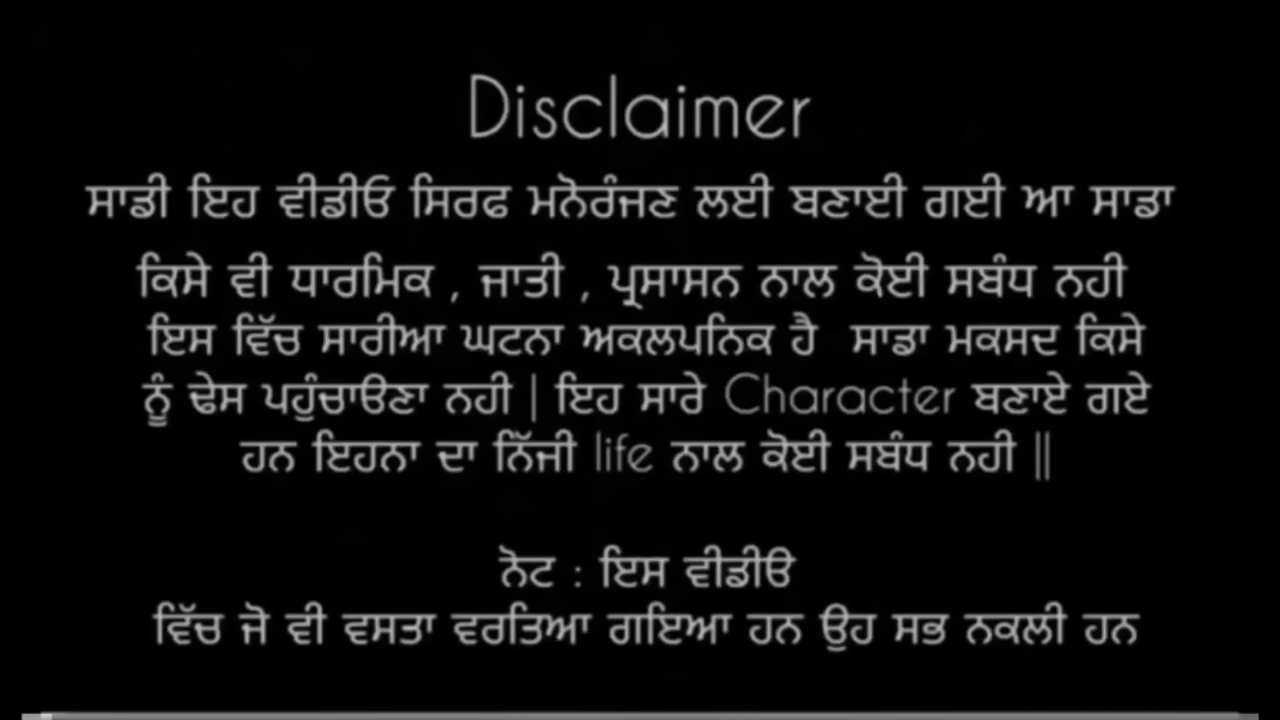 Disclaimer
ਸਾਡੀ ਇਹ ਵੀਡੀਓ ਸਿਰਫ ਮਨੋਰੰਜਣ ਲਈ ਬਣਾਈ ਗਈ ਆ ਸਾਡਾ
ਕਿਸੇ ਵੀ ਧਾਰਮਿਕ , ਜਾਤੀ , ਪ੍ਰਸਾਸਨ ਨਾਲ ਕੋਈ ਸਬੰਧ ਨਹੀ
ਇਸ ਵਿੱਚ ਸਾਰੀਆ ਘਟਨਾ ਅਕਲਪਨਿਕ ਹੈ ਸਾਡਾ ਮਕਸਦ ਕਿਸੇ
ਨੂੰ ਢੇਸ ਪਹੁੰਚਾੳਣਾ ਨਹੀ | ਇਹ ਸਾਰੇ Character ਬਣਾਏ ਗਏ
ਹਨ ਇਹਨਾ ਦਾ ਨਿੱਜੀ life ਨਾਲ ਕੋਈ ਸਬੰਧ ਨਹੀ ||
ਨੋਟ : ਇਸ ਵੀਡੀੳ
ਵਿੱਚ ਜੋ ਵੀ ਵਸਤਾ ਵਰਤਿਆ ਗਇਆ ਹਨ ਉਹ ਸਭ ਨਕਲੀ ਹਨ